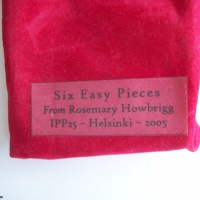 Six Easy Pieces
From Rosemary Howbrigg
IPP25 – Helsinki – 2005